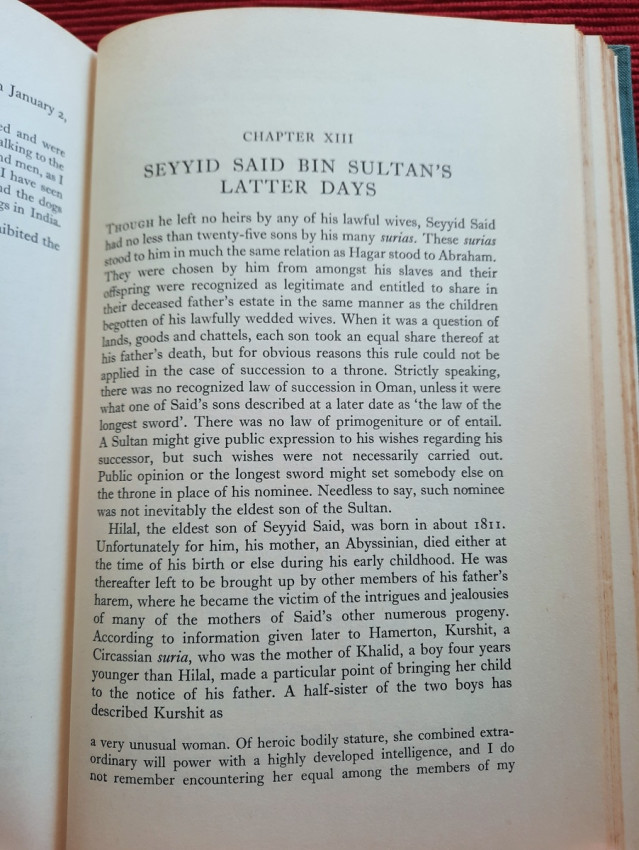 January 2,
ed and were
alking to the
nd men, as I
I have seen
nd the dogs
gs in India.
hibited the
CHAPTER XIII
SEYYID SAID BIN SULTAN'S
LATTER DAYS
THOUGH he left no heirs by any of his lawful wives, Seyyid Said
had no less than twenty-five sons by his many surias. These surias
stood to him in much the same relation as Hagar stood to Abraham.
They were chosen by him from amongst his slaves and their
offspring were recognized as legitimate and entitled to share in
their deceased father's estate in the same manner as the children
begotten of his lawfully wedded wives. When it was a question of
lands, goods and chattels, each son took an equal share thereof at
his father's death, but for obvious reasons this rule could not be
applied in the case of succession to a throne. Strictly speaking,
there was no recognized law of succession in Oman, unless it were
what one of Said's sons described at a later date as 'the law of the
longest sword'. There was no law of primogeniture or of entail.
A Sultan might give public expression to his wishes regarding his
successor, but such wishes were not necessarily carried out.
Public opinion or the longest sword might set somebody else on
the throne in place of his nominee. Needless to say, such nominee
was not inevitably the eldest son of the Sultan.
Hilal, the eldest son of Seyyid Said, was born in about 1811.
Unfortunately for him, his mother, an Abyssinian, died either at
the time of his birth or else during his early childhood. He was
thereafter left to be brought up by other members of his father's
harem, where he became the victim of the intrigues and jealousies
of many of the mothers of Said's other numerous progeny.
According to information given later to Hamerton, Kurshit, a
Circassian suria, who was the mother of Khalid, a boy four years
younger than Hilal, made a particular point of bringing her child
to the notice of his father. A half-sister of the two boys has
described Kurshit as
a very unusual woman. Of heroic bodily stature, she combined extra-
ordinary will power with a highly developed intelligence, and I do
not remember encountering her equal among the members of my